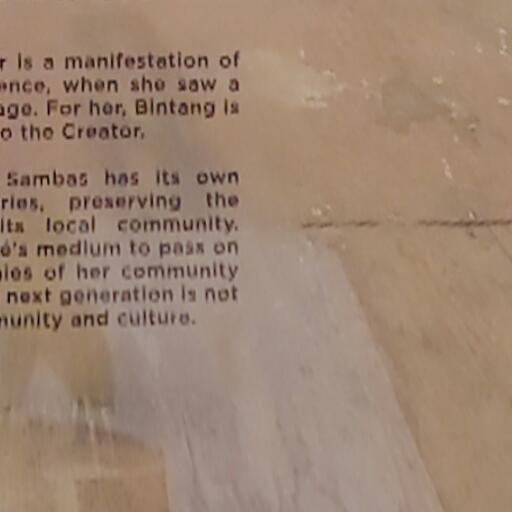 r is a manifestation of
ence, when she saw a
age. For her, Bintang is
o the Creator.
Sambas has its own
ries, preserving the
its local community.
é's medium to pass on
nies of her community
next generation is not
munity and culture.